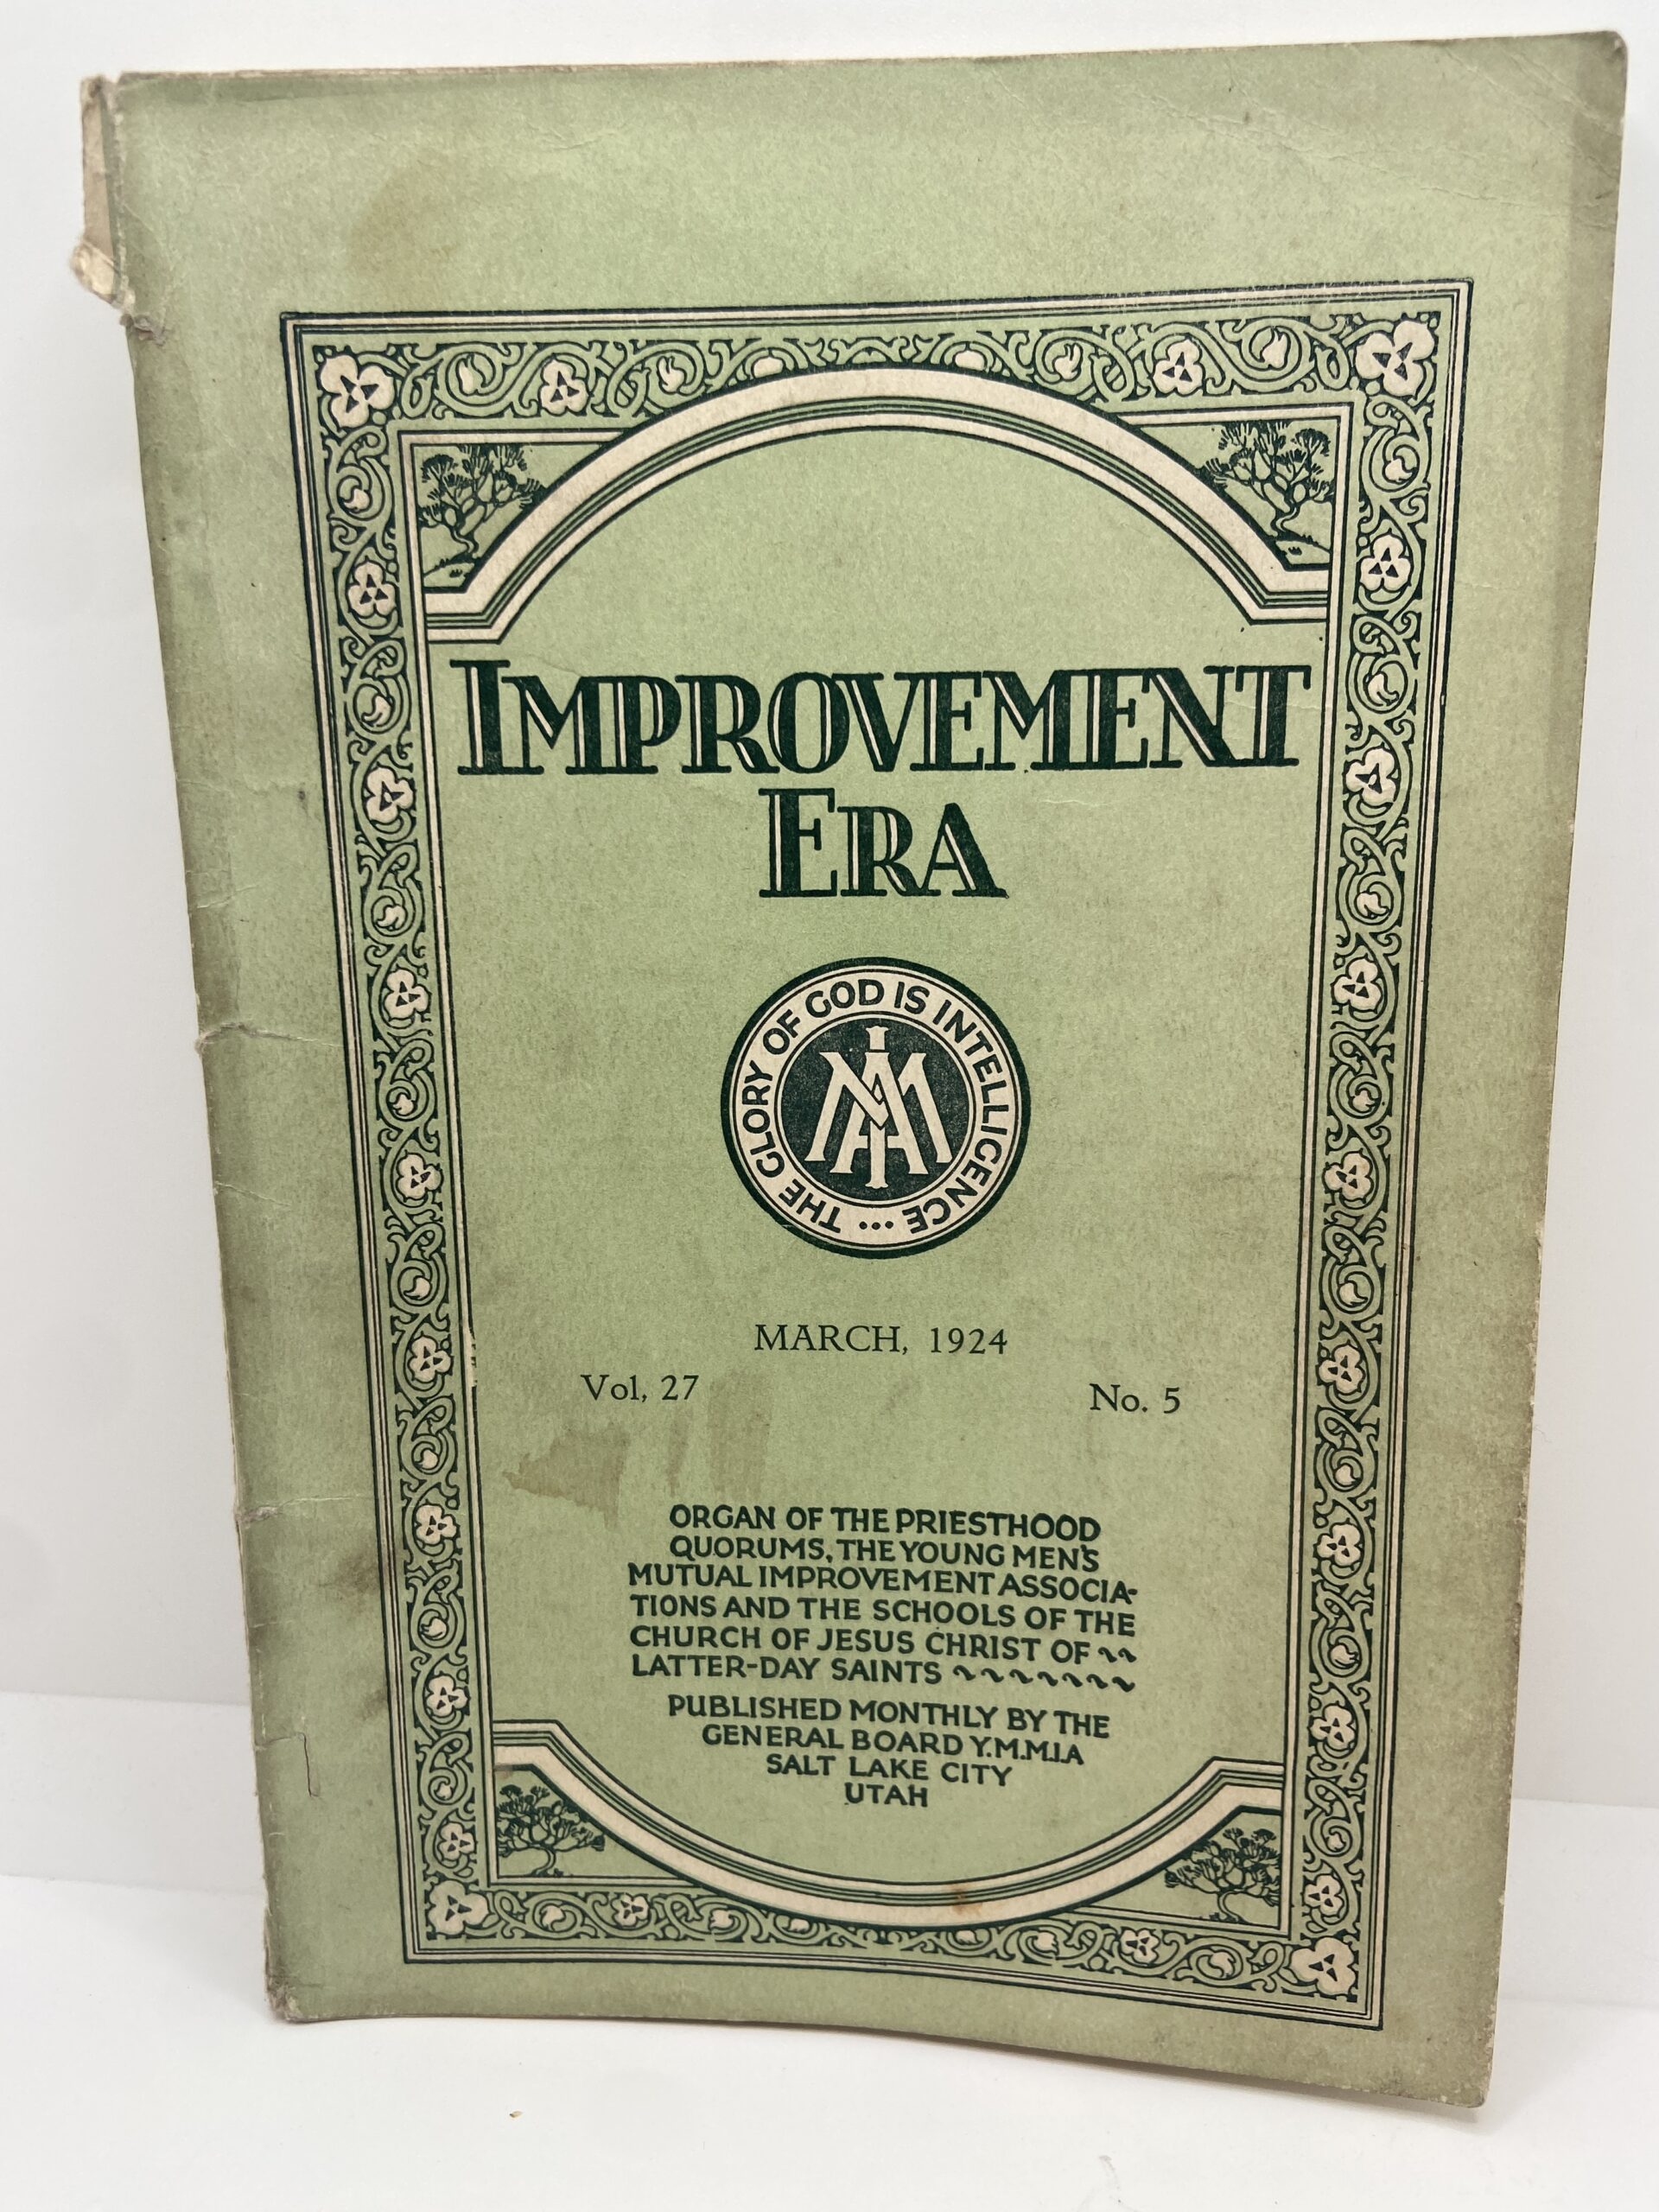 IMPROVEMENT
ERA
THE GLORY OF GOD IS INTELLIGENCE...
MIA
MARCH, 1924
Vol, 27
No. 5
ORGAN OF THE PRIESTHOOD
QUORUMS, THE YOUNG MEN'S
MUTUAL IMPROVEMENT ASSOCIA-
TIONS AND THE SCHOOLS OF THE
CHURCH OF JESUS CHRIST OF ~~
LATTER-DAY SAINTS ~~~~~~~
PUBLISHED MONTHLY BY THE
GENERAL BOARD Y.M.M.I.A
SALT LAKE CITY
UTAH